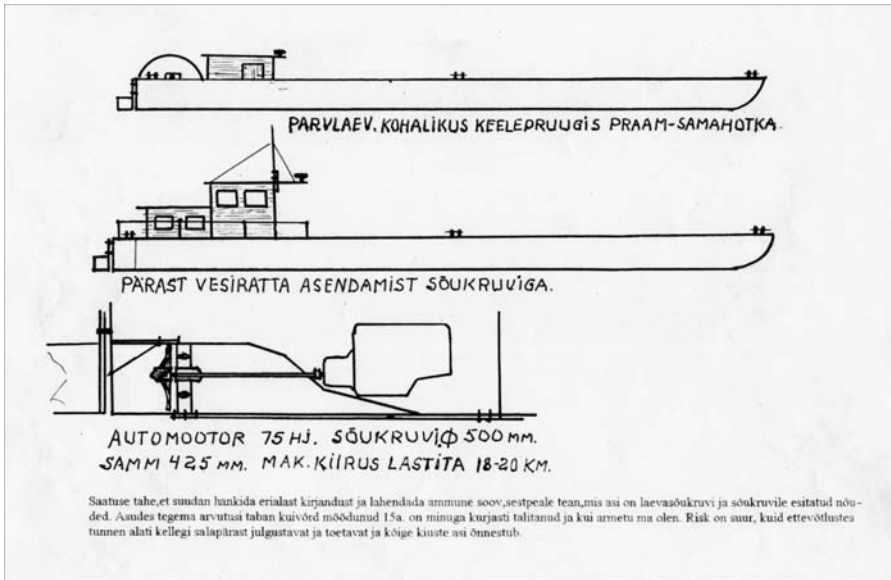 PARVLAEV. KOHALIKUS KEELEPRUUGIS PRAAM-SAMAHOTKA.
PÄRAST VESIRATTA ASENDAMIST SÕUKRUVIGA.
AUTOMOOTOR 75 HJ. SÕUKRUVI Ø 500 MM.
SAMM 425 MM. MAK. KIIRUS LASTITA 18-20 KM.
Saatuse tahe,et suudan hankida erialast kirjandust ja lahendada ammune soov,sestpeale tean,mis asi on laevasõukruvi ja sõukruvile esitatud nõu-
ded. Asudes tegema arvutusi taban kuivõrd möödunud 15a. on minuga kurjasti talitanud ja kui armetu ma olen. Risk on suur, kuid ettevõtlustes
tunnen alati kellegi salapärast julgustavat ja toetavat ja kõige kiuste asi õnnestub.